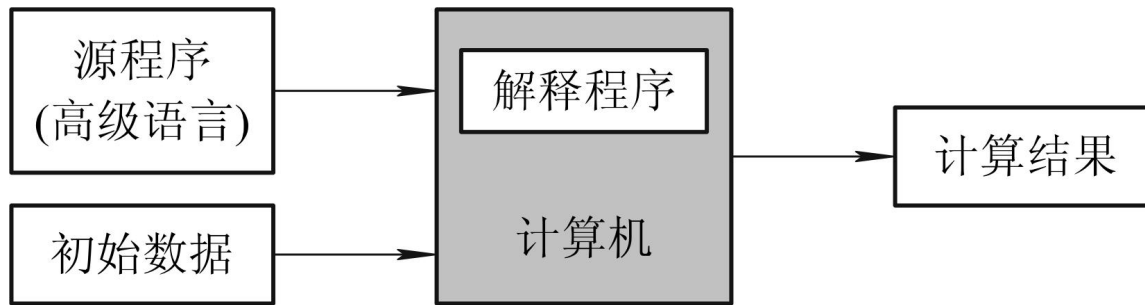 源程序
(高级语言)
初始数据
解释程序
计算机
计算结果